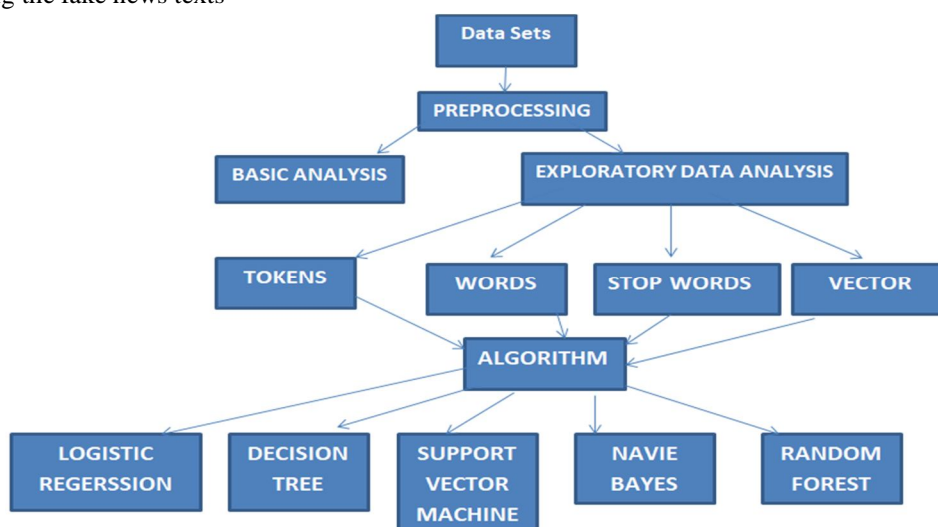 g the fake news texts
Data Sets
PREPROCESSING
BASIC ANALYSIS
EXPLORATORY DATA ANALYSIS
TOKENS
WORDS
STOP WORDS
VECTOR
ALGORITHM
LOGISTIC
REGERSSION
DECISION
TREE
SUPPORT
VECTOR
MACHINE
NAVIE
BAYES
RANDOM
FOREST